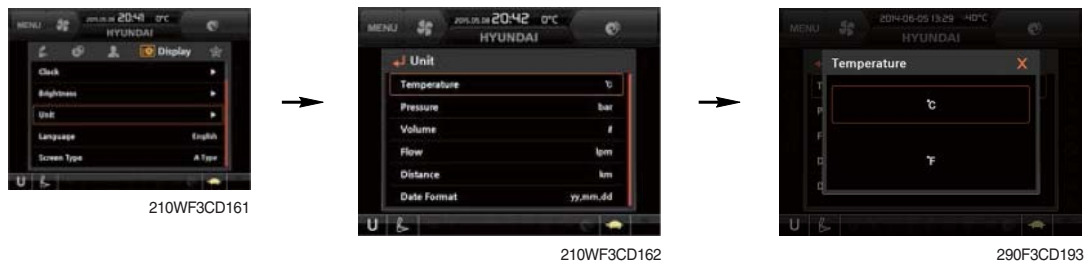 MENU 2015.05.08 20:41 0°C
HYUNDAI
Display
Clock
Brightness
Unit
Language English
Screen Type A Type
U
210WF3CD161
MENU 2015.05.08 20:42 0°C
HYUNDAI
Unit
Temperature ℃
Pressure bar
Volume ℓ
Flow lpm
Distance km
Date Format yy,mm,dd
U
210WF3CD162
MENU 2014-06-05 13:29 -40°C
HYUNDAI
Temperature X
℃
℉
U
290F3CD193